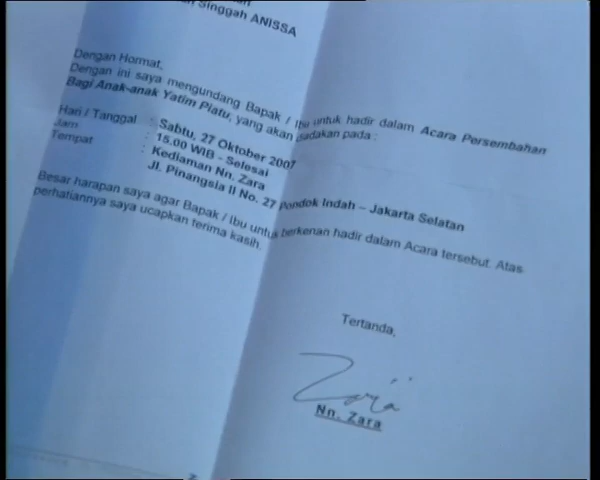 Singgah ANISSA
Dengan Hormat,
Dengan ini saya mengundang Bapak / Ibu untuk hadir dalam Acara Persembahan
Bagi Anak-anak Yatim Piatu, yang akan diadakan pada :
Hari / Tanggal : Sabtu, 27 Oktober 2007
Jam : 15.00 WIB - Selesai
Tempat : Kediaman Nn. Zara
Jl. Pinangsia II No. 27 Pondok Indah – Jakarta Selatan
Besar harapan saya agar Bapak / Ibu untuk berkenan hadir dalam Acara tersebut. Atas
perhatiannya saya ucapkan terima kasih.
Tertanda,
Zara
Nn. Zara